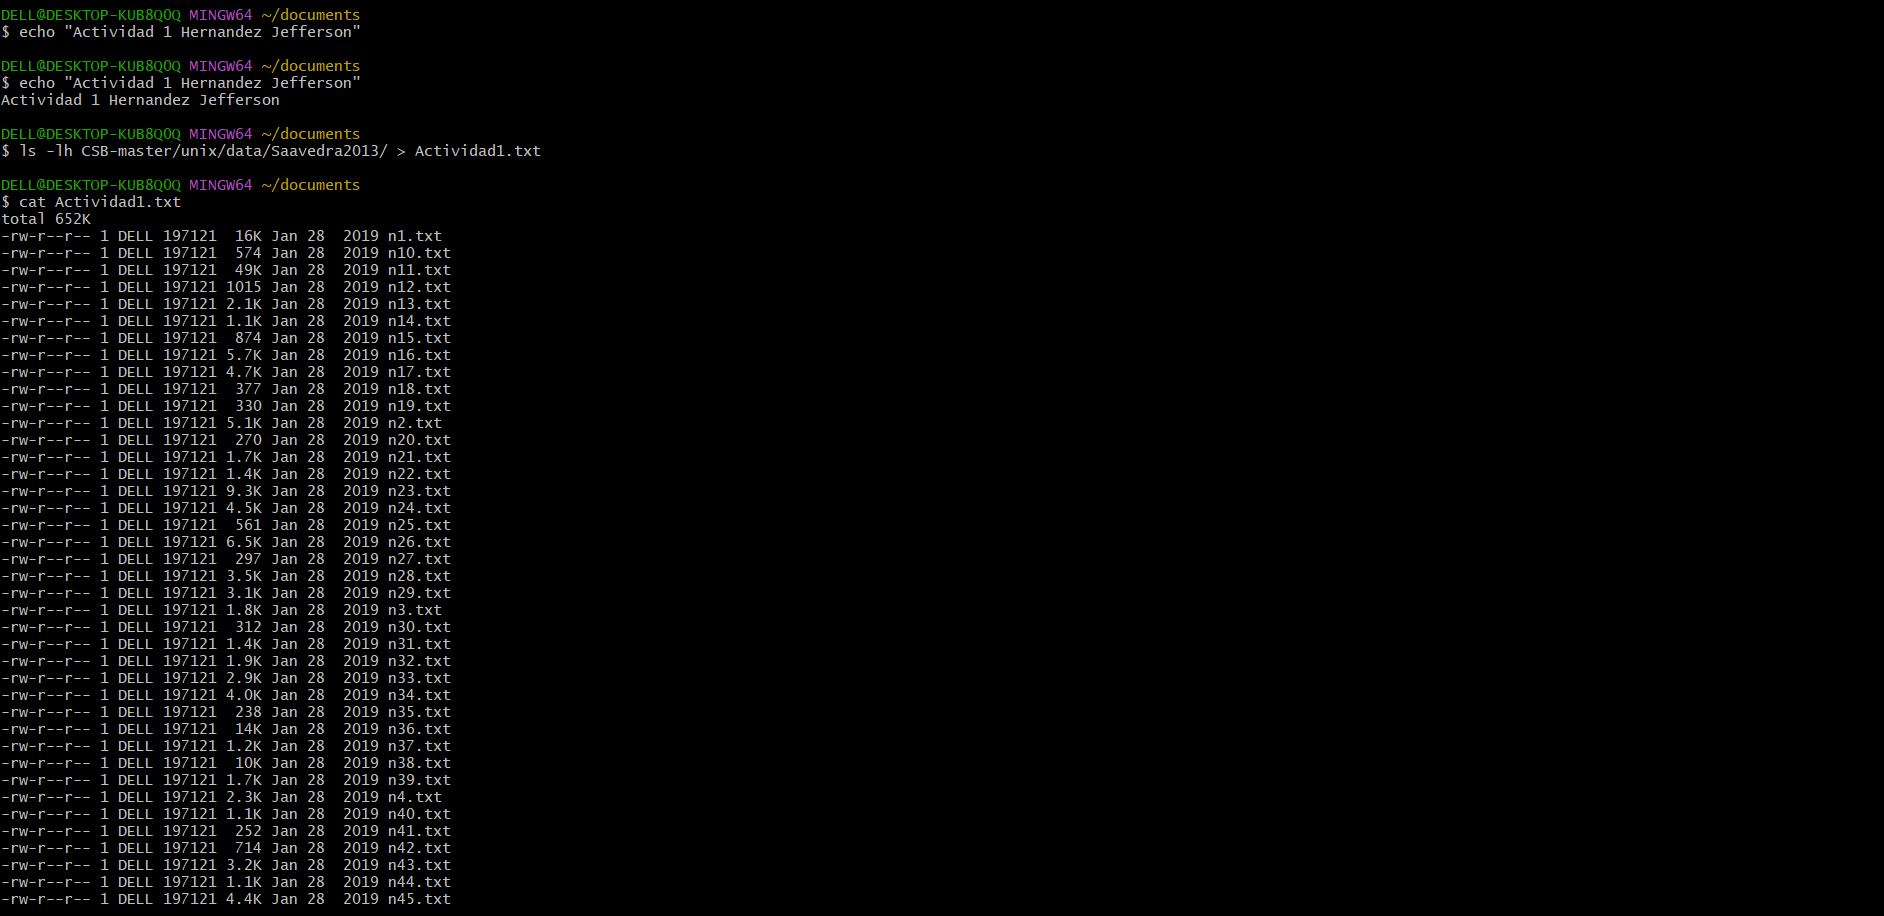 DELL@DESKTOP-KUB8QOQ MINGW64 ~/documents
$ echo "Actividad 1 Hernandez Jefferson"
DELL@DESKTOP-KUB8QOQ MINGW64 ~/documents
$ echo "Actividad 1 Hernandez Jefferson"
Actividad 1 Hernandez Jefferson
DELL@DESKTOP-KUB8QOQ MINGW64 ~/documents
$ ls -lh CSB-master/unix/data/Saavedra2013/ > Actividad1.txt
DELL@DESKTOP-KUB8QOQ MINGW64 ~/documents
$ cat Actividad1.txt
total 652K
-rw-r--r-- 1 DELL 197121  16K Jan 28  2019 n1.txt
-rw-r--r-- 1 DELL 197121  574 Jan 28  2019 n10.txt
-rw-r--r-- 1 DELL 197121  49K Jan 28  2019 n11.txt
-rw-r--r-- 1 DELL 197121 1015 Jan 28  2019 n12.txt
-rw-r--r-- 1 DELL 197121 2.1K Jan 28  2019 n13.txt
-rw-r--r-- 1 DELL 197121 1.1K Jan 28  2019 n14.txt
-rw-r--r-- 1 DELL 197121  874 Jan 28  2019 n15.txt
-rw-r--r-- 1 DELL 197121 5.7K Jan 28  2019 n16.txt
-rw-r--r-- 1 DELL 197121 4.7K Jan 28  2019 n17.txt
-rw-r--r-- 1 DELL 197121  377 Jan 28  2019 n18.txt
-rw-r--r-- 1 DELL 197121  330 Jan 28  2019 n19.txt
-rw-r--r-- 1 DELL 197121 5.1K Jan 28  2019 n2.txt
-rw-r--r-- 1 DELL 197121  270 Jan 28  2019 n20.txt
-rw-r--r-- 1 DELL 197121 1.7K Jan 28  2019 n21.txt
-rw-r--r-- 1 DELL 197121 1.4K Jan 28  2019 n22.txt
-rw-r--r-- 1 DELL 197121 9.3K Jan 28  2019 n23.txt
-rw-r--r-- 1 DELL 197121 4.5K Jan 28  2019 n24.txt
-rw-r--r-- 1 DELL 197121  561 Jan 28  2019 n25.txt
-rw-r--r-- 1 DELL 197121 6.5K Jan 28  2019 n26.txt
-rw-r--r-- 1 DELL 197121  297 Jan 28  2019 n27.txt
-rw-r--r-- 1 DELL 197121 3.5K Jan 28  2019 n28.txt
-rw-r--r-- 1 DELL 197121 3.1K Jan 28  2019 n29.txt
-rw-r--r-- 1 DELL 197121 1.8K Jan 28  2019 n3.txt
-rw-r--r-- 1 DELL 197121  312 Jan 28  2019 n30.txt
-rw-r--r-- 1 DELL 197121 1.4K Jan 28  2019 n31.txt
-rw-r--r-- 1 DELL 197121 1.9K Jan 28  2019 n32.txt
-rw-r--r-- 1 DELL 197121 2.9K Jan 28  2019 n33.txt
-rw-r--r-- 1 DELL 197121 4.0K Jan 28  2019 n34.txt
-rw-r--r-- 1 DELL 197121  238 Jan 28  2019 n35.txt
-rw-r--r-- 1 DELL 197121  14K Jan 28  2019 n36.txt
-rw-r--r-- 1 DELL 197121 1.2K Jan 28  2019 n37.txt
-rw-r--r-- 1 DELL 197121  10K Jan 28  2019 n38.txt
-rw-r--r-- 1 DELL 197121 1.7K Jan 28  2019 n39.txt
-rw-r--r-- 1 DELL 197121 2.3K Jan 28  2019 n4.txt
-rw-r--r-- 1 DELL 197121 1.1K Jan 28  2019 n40.txt
-rw-r--r-- 1 DELL 197121  252 Jan 28  2019 n41.txt
-rw-r--r-- 1 DELL 197121  714 Jan 28  2019 n42.txt
-rw-r--r-- 1 DELL 197121 3.2K Jan 28  2019 n43.txt
-rw-r--r-- 1 DELL 197121 1.1K Jan 28  2019 n44.txt
-rw-r--r-- 1 DELL 197121 4.4K Jan 28  2019 n45.txt